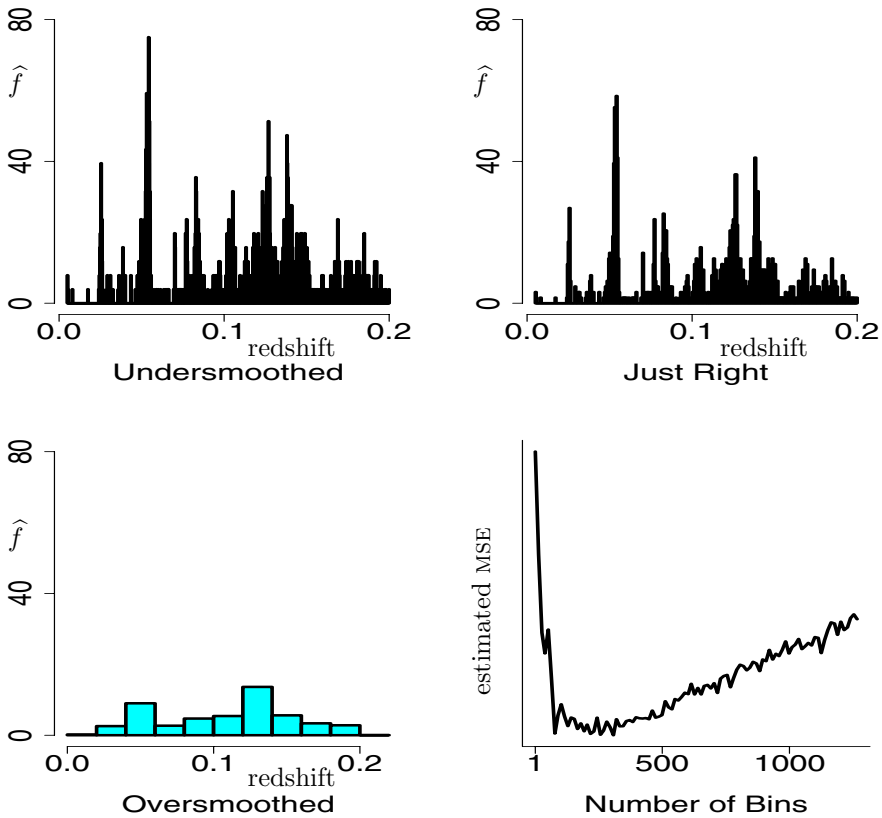 80
f̂
40
0
0.0 0.1 0.2
redshift
Undersmoothed
80
f̂
40
0
0.0 0.1 0.2
redshift
Just Right
80
f̂
40
0
0.0 0.1 0.2
redshift
Oversmoothed
estimated MSE
1 500 1000
Number of Bins